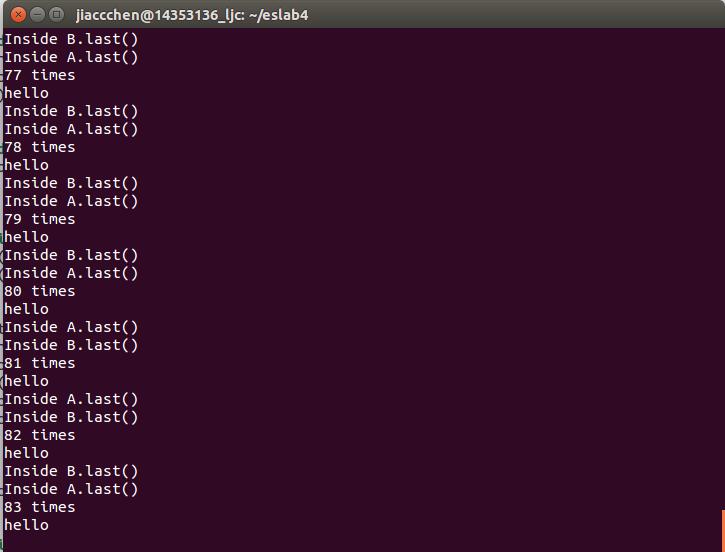 jiaccchen@14353136_ljc: ~/eslab4
Inside B.last()
Inside A.last()
77 times
hello
Inside B.last()
Inside A.last()
78 times
hello
Inside B.last()
Inside A.last()
79 times
hello
Inside B.last()
Inside A.last()
80 times
hello
Inside A.last()
Inside B.last()
81 times
hello
Inside A.last()
Inside B.last()
82 times
hello
Inside B.last()
Inside A.last()
83 times
hello